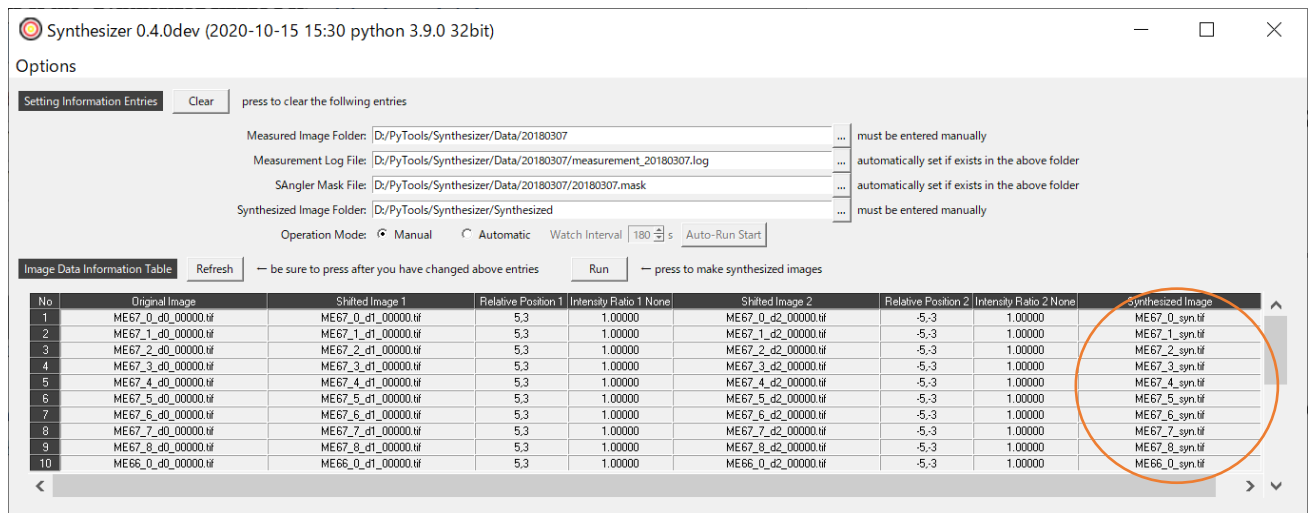 Synthesizer 0.4.0dev (2020-10-15 15:30 python 3.9.0 32bit)
Options
Setting Information Entries Clear press to clear the follwing entries
Measured Image Folder: D:/PyTools/Synthesizer/Data/20180307 ... must be entered manually
Measurement Log File: D:/PyTools/Synthesizer/Data/20180307/measurement_20180307.log ... automatically set if exists in the above folder
SAngler Mask File: D:/PyTools/Synthesizer/Data/20180307/20180307.mask ... automatically set if exists in the above folder
Synthesized Image Folder: D:/PyTools/Synthesizer/Synthesized ... must be entered manually
Operation Mode: Manual Automatic Watch Interval 180 s Auto-Run Start
Image Data Information Table Refresh ← be sure to press after you have changed above entries Run ← press to make synthesized images
No Original Image Shifted Image 1 Relative Position 1 Intensity Ratio 1 None Shifted Image 2 Relative Position 2 Intensity Ratio 2 None Synthesized Image
1 ME67_0_d0_00000.tif ME67_0_d1_00000.tif 5,3 1.00000 ME67_0_d2_00000.tif -5,-3 1.00000 ME67_0_syn.tif
2 ME67_1_d0_00000.tif ME67_1_d1_00000.tif 5,3 1.00000 ME67_1_d2_00000.tif -5,-3 1.00000 ME67_1_syn.tif
3 ME67_2_d0_00000.tif ME67_2_d1_00000.tif 5,3 1.00000 ME67_2_d2_00000.tif -5,-3 1.00000 ME67_2_syn.tif
4 ME67_3_d0_00000.tif ME67_3_d1_00000.tif 5,3 1.00000 ME67_3_d2_00000.tif -5,-3 1.00000 ME67_3_syn.tif
5 ME67_4_d0_00000.tif ME67_4_d1_00000.tif 5,3 1.00000 ME67_4_d2_00000.tif -5,-3 1.00000 ME67_4_syn.tif
6 ME67_5_d0_00000.tif ME67_5_d1_00000.tif 5,3 1.00000 ME67_5_d2_00000.tif -5,-3 1.00000 ME67_5_syn.tif
7 ME67_6_d0_00000.tif ME67_6_d1_00000.tif 5,3 1.00000 ME67_6_d2_00000.tif -5,-3 1.00000 ME67_6_syn.tif
8 ME67_7_d0_00000.tif ME67_7_d1_00000.tif 5,3 1.00000 ME67_7_d2_00000.tif -5,-3 1.00000 ME67_7_syn.tif
9 ME67_8_d0_00000.tif ME67_8_d1_00000.tif 5,3 1.00000 ME67_8_d2_00000.tif -5,-3 1.00000 ME67_8_syn.tif
10 ME66_0_d0_00000.tif ME66_0_d1_00000.tif 5,3 1.00000 ME66_0_d2_00000.tif -5,-3 1.00000 ME66_0_syn.tif